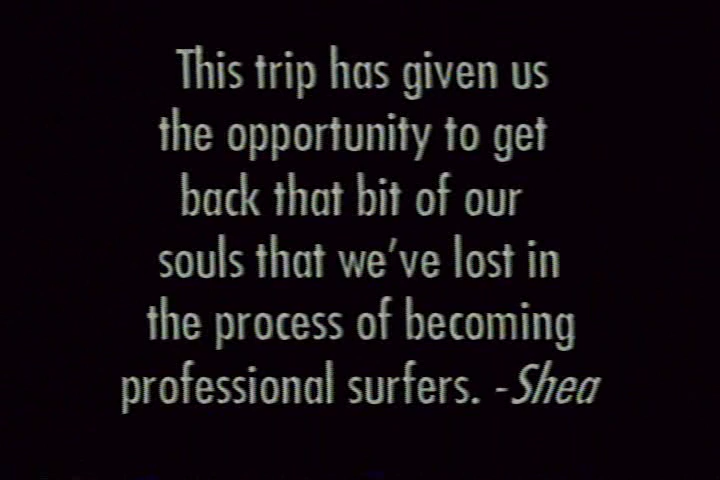 This trip has given us
the opportunity to get
back that bit of our
souls that we've lost in
the process of becoming
professional surfers. -Shea